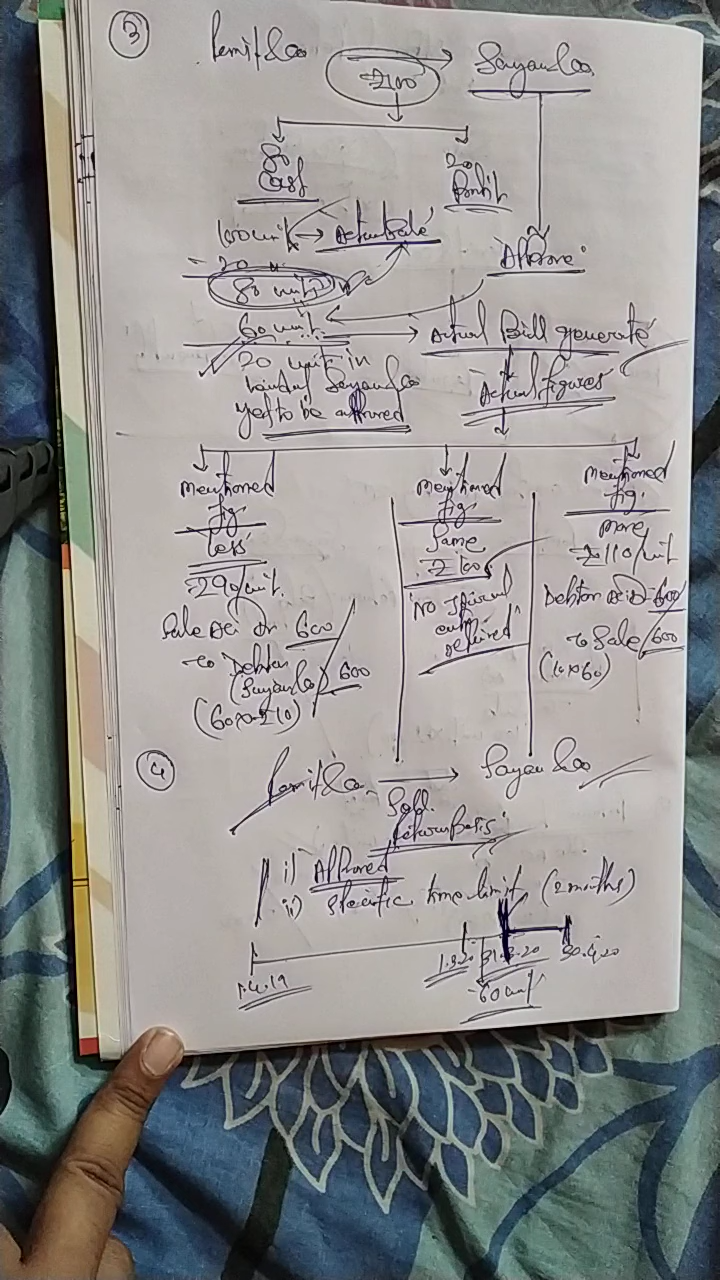 ③ & Co → Sayan & Co.
₹100
80 Cost
20 Profit
100 unit → Actual Sale
- 20 u
80 unit
Approve
60 unit → Actual Bill generate
20 unit in
hand of Sayan & Co
yet to be approved
Actual figures
Mentioned
fig.
less
₹90/unit.
Sale A/c Dr 600
To Debtor
(Sayan & Co) 600
(60 × ₹10)
Mentioned
fig
Same
₹100
No Journal
entry
required
Mentioned
fig.
more
₹110/unit
Debtor A/c D 600
To Sale 600
(10×60)
④ & Co. → Sayan & Co
Sold
Return Basis
i) Approved
ii) Specific time limit (2 months)
1.4.19 1.3.20 31.3.20 30.4.20
60 unit